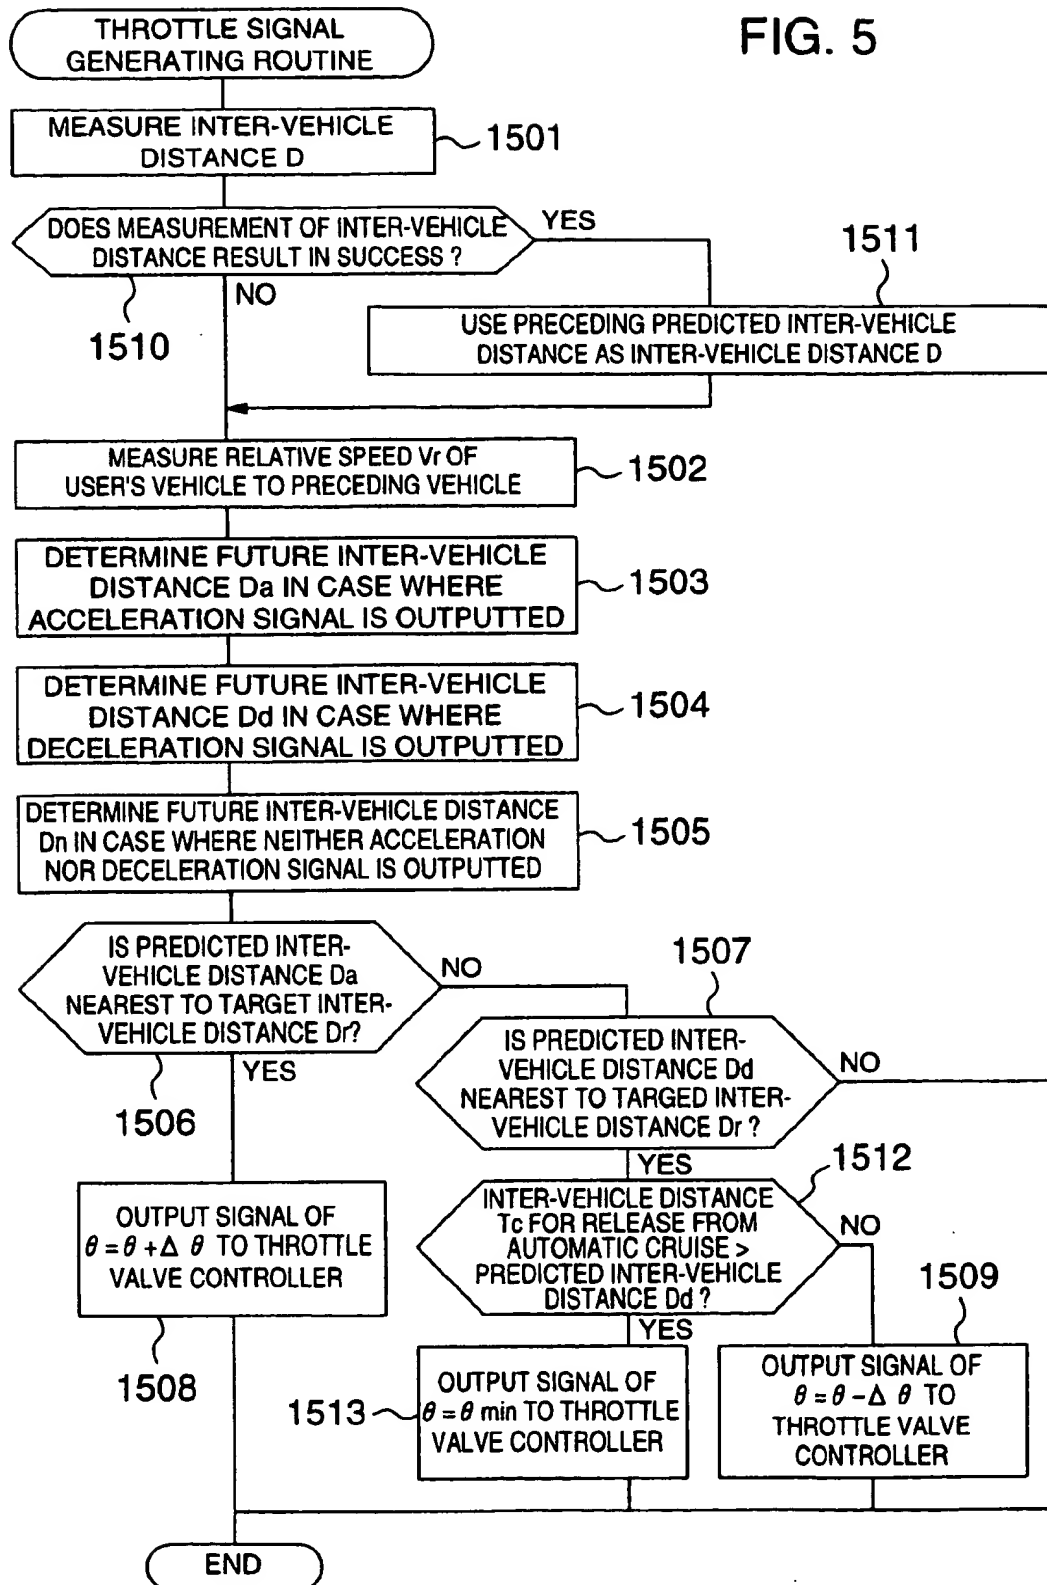 FIG. 5
THROTTLE SIGNAL
GENERATING ROUTINE
MEASURE INTER-VEHICLE
DISTANCE D
1501
DOES MEASUREMENT OF INTER-VEHICLE
DISTANCE RESULT IN SUCCESS ?
YES
NO
1510
1511
USE PRECEDING PREDICTED INTER-VEHICLE
DISTANCE AS INTER-VEHICLE DISTANCE D
MEASURE RELATIVE SPEED Vr OF
USER'S VEHICLE TO PRECEDING VEHICLE
1502
DETERMINE FUTURE INTER-VEHICLE
DISTANCE Da IN CASE WHERE
ACCELERATION SIGNAL IS OUTPUTTED
1503
DETERMINE FUTURE INTER-VEHICLE
DISTANCE Dd IN CASE WHERE
DECELERATION SIGNAL IS OUTPUTTED
1504
DETERMINE FUTURE INTER-VEHICLE DISTANCE
Dn IN CASE WHERE NEITHER ACCELERATION
NOR DECELERATION SIGNAL IS OUTPUTTED
1505
IS PREDICTED INTER-
VEHICLE DISTANCE Da
NEAREST TO TARGET INTER-
VEHICLE DISTANCE Dr?
NO
YES
1506
1507
IS PREDICTED INTER-
VEHICLE DISTANCE Dd
NEAREST TO TARGED INTER-
VEHICLE DISTANCE Dr ?
NO
YES
1512
INTER-VEHICLE DISTANCE
Tc FOR RELEASE FROM
AUTOMATIC CRUISE >
PREDICTED INTER-VEHICLE
DISTANCE Dd ?
NO
YES
OUTPUT SIGNAL OF
θ = θ + Δ θ TO THROTTLE
VALVE CONTROLLER
1508
1513
OUTPUT SIGNAL OF
θ = θ min TO THROTTLE
VALVE CONTROLLER
1509
OUTPUT SIGNAL OF
θ = θ − Δ θ TO
THROTTLE VALVE
CONTROLLER
END